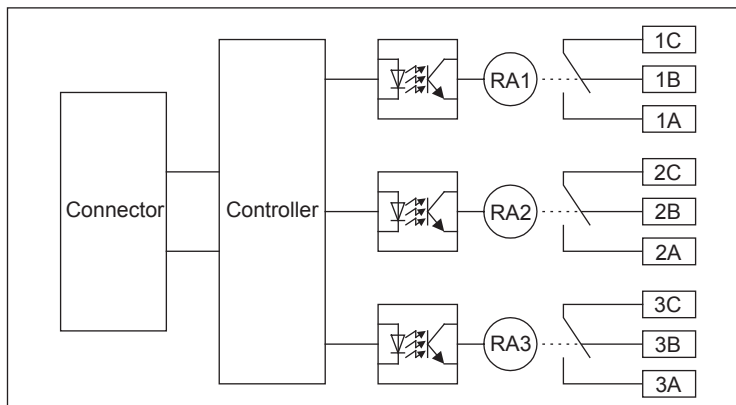 Connector
Controller
RA1
1C
1B
1A
RA2
2C
2B
2A
RA3
3C
3B
3A